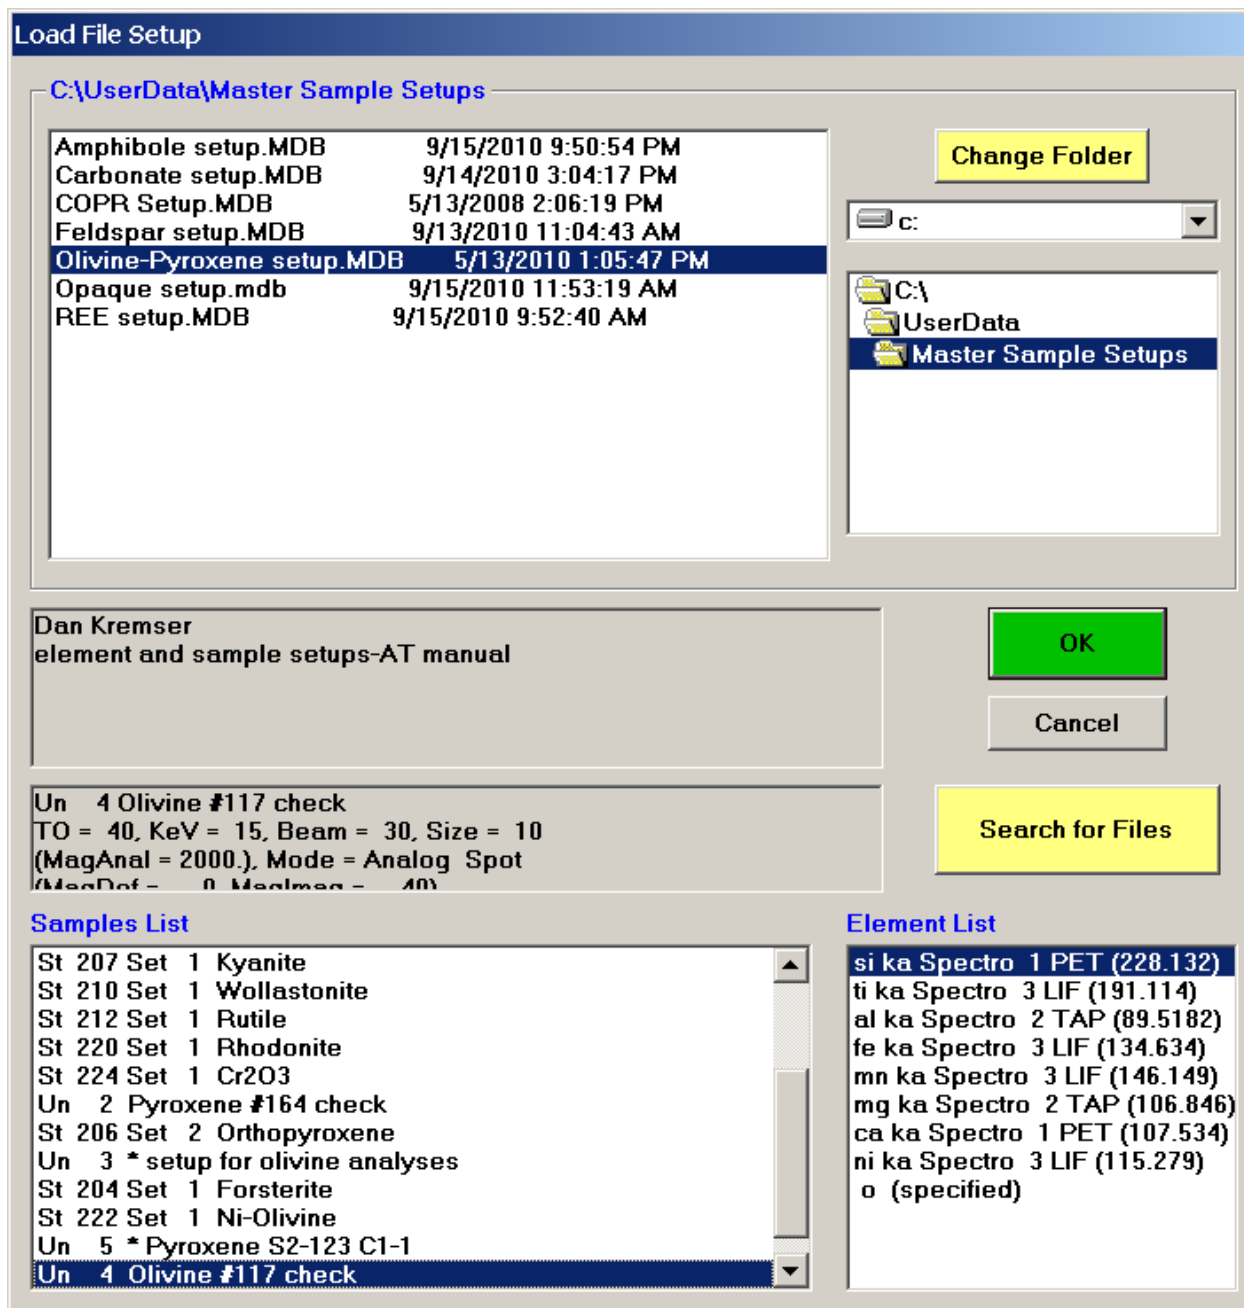 Load File Setup
C:\UserData\Master Sample Setups
Amphibole setup.MDB 9/15/2010 9:50:54 PM
Carbonate setup.MDB 9/14/2010 3:04:17 PM
COPR Setup.MDB 5/13/2008 2:06:19 PM
Feldspar setup.MDB 9/13/2010 11:04:43 AM
Olivine-Pyroxene setup.MDB 5/13/2010 1:05:47 PM
Opaque setup.mdb 9/15/2010 11:53:19 AM
REE setup.MDB 9/15/2010 9:52:40 AM
Change Folder
c:
C:\
UserData
Master Sample Setups
Dan Kremser
element and sample setups-AT manual
OK
Cancel
Un 4 Olivine #117 check
TO = 40, KeV = 15, Beam = 30, Size = 10
(MagAnal = 2000.), Mode = Analog Spot
(MagDef = 0, MagImag = 40)
Search for Files
Samples List
St 207 Set 1 Kyanite
St 210 Set 1 Wollastonite
St 212 Set 1 Rutile
St 220 Set 1 Rhodonite
St 224 Set 1 Cr2O3
Un 2 Pyroxene #164 check
St 206 Set 2 Orthopyroxene
Un 3 * setup for olivine analyses
St 204 Set 1 Forsterite
St 222 Set 1 Ni-Olivine
Un 5 * Pyroxene S2-123 C1-1
Un 4 Olivine #117 check
Element List
si ka Spectro 1 PET (228.132)
ti ka Spectro 3 LIF (191.114)
al ka Spectro 2 TAP (89.5182)
fe ka Spectro 3 LIF (134.634)
mn ka Spectro 3 LIF (146.149)
mg ka Spectro 2 TAP (106.846)
ca ka Spectro 1 PET (107.534)
ni ka Spectro 3 LIF (115.279)
o (specified)